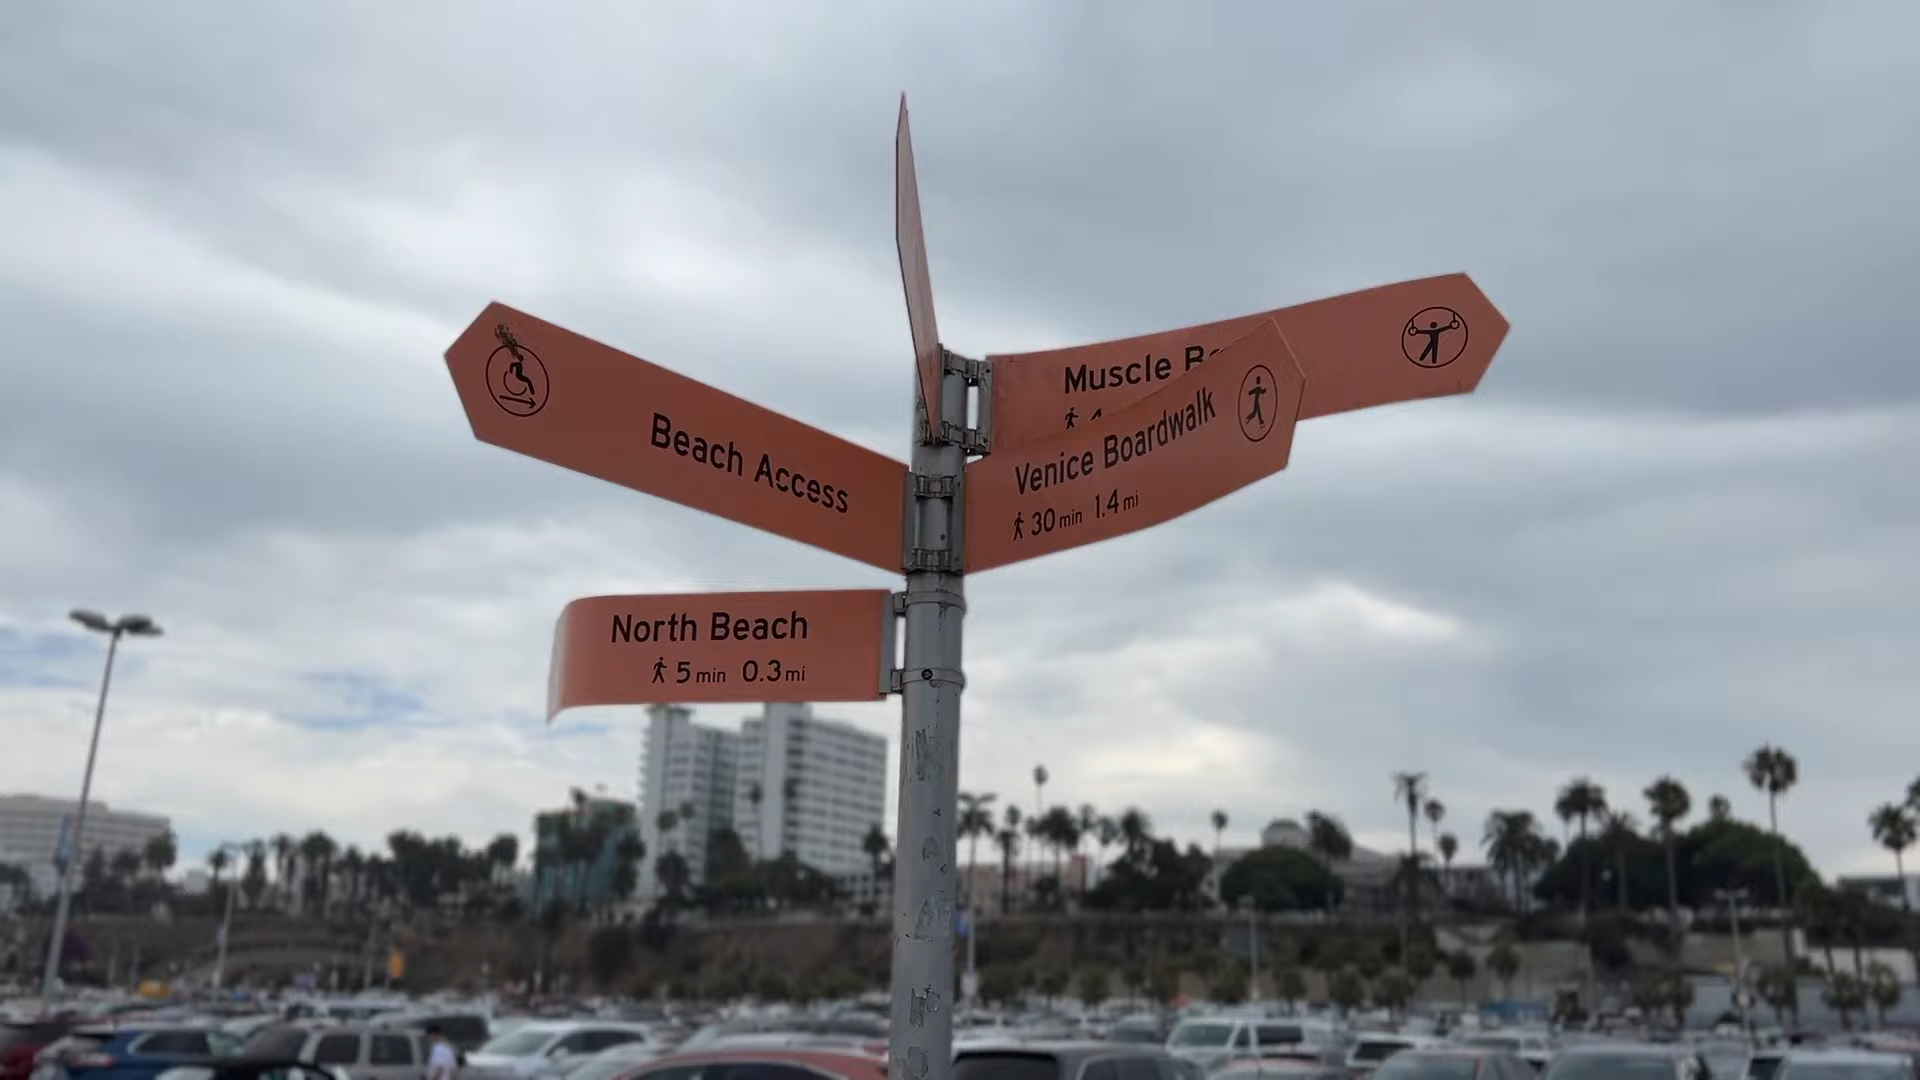 Muscle
Beach Access
Venice Boardwalk
30 min 1.4 mi
North Beach
5 min 0.3 mi